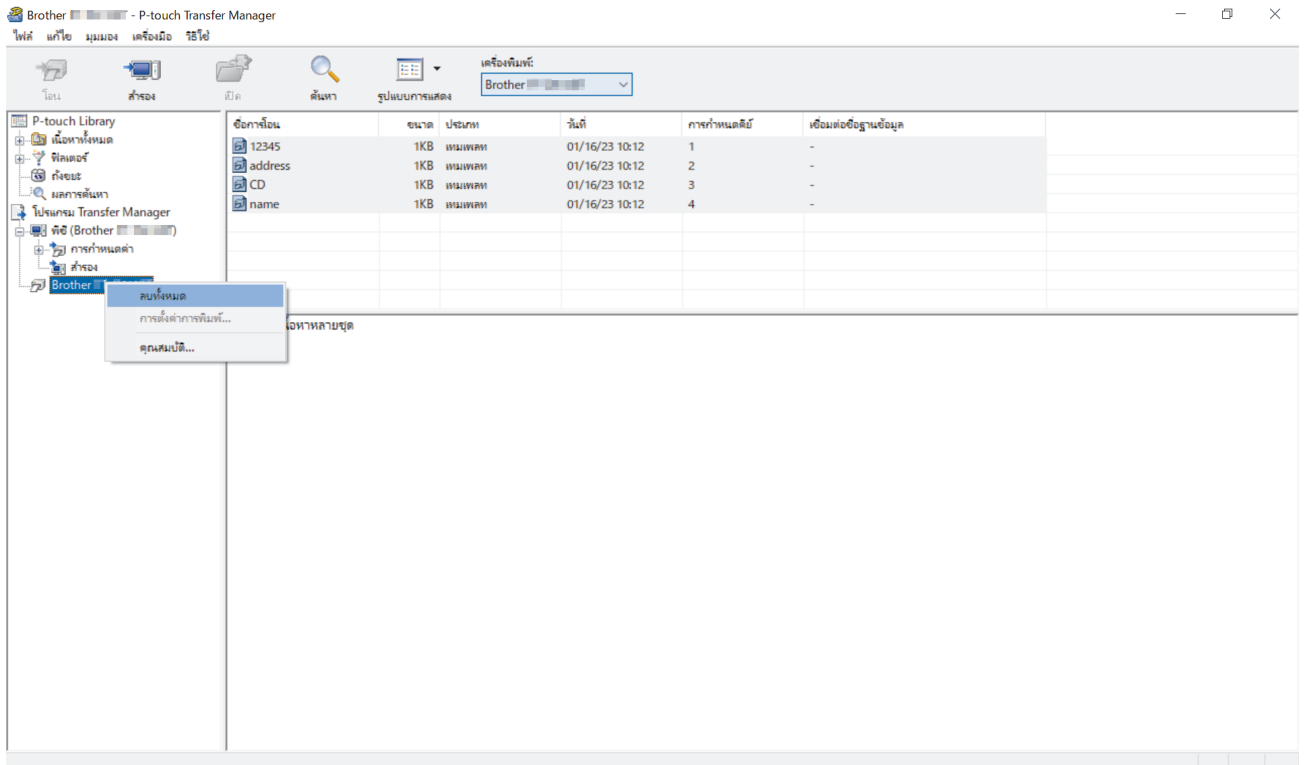 Brother - P-touch Transfer Manager
ไฟล์ แก้ไข มุมมอง เครื่องมือ วิธีใช้
โอน สำรอง เปิด ค้นหา รูปแบบการแสดง
เครื่องพิมพ์:
Brother
P-touch Library
เนื้อหาทั้งหมด
ฟิลเตอร์
ถังขยะ
ผลการค้นหา
โปรแกรม Transfer Manager
พีซี (Brother )
การกำหนดค่า
สำรอง
Brother
ลบทั้งหมด
การตั้งค่าการพิมพ์...
คุณสมบัติ...
ชื่อการโอน ขนาด ประเภท วันที่ การกำหนดคีย์ เชื่อมต่อชื่อฐานข้อมูล
12345 1KB เทมเพลท 01/16/23 10:12 1 -
address 1KB เทมเพลท 01/16/23 10:12 2 -
CD 1KB เทมเพลท 01/16/23 10:12 3 -
name 1KB เทมเพลท 01/16/23 10:12 4 -
อหาหลายชุด